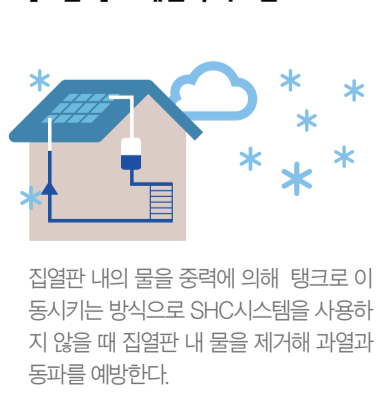 집열판 내의 물을 중력에 의해 탱크로 이
동시키는 방식으로 SHC시스템을 사용하
지 않을 때 집열판 내 물을 제거해 과열과
동파를 예방한다.